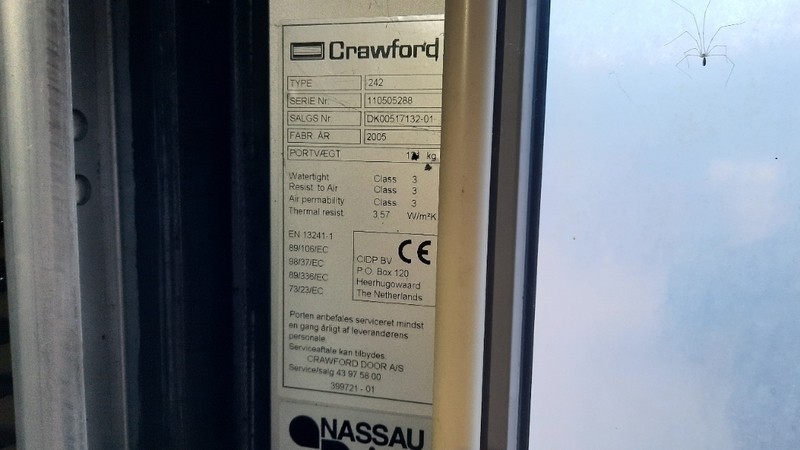 Crawford
TYPE 242
SERIE Nr. 110505288
SALGS Nr. DK00517132-01
FABR. ÅR 2005
PORTVÆGT kg
Watertight Class 3
Resist. to Air Class 3
Air permability Class 3
Thermal resist. 3.57 W/m²K
EN 13241-1
89/106/EC
98/37/EC
89/336/EC
73/23/EC
CE
CIDP BV
P.O. Box 120
Heerhugowaard
The Netherlands
Porten anbefales serviceret mindst
en gang årligt af leverandørens
personale.
Serviceaftale kan tilbydes.
CRAWFORD DOOR A/S
Service/salg 43 97 58 00
399721 - 01
NASSAU